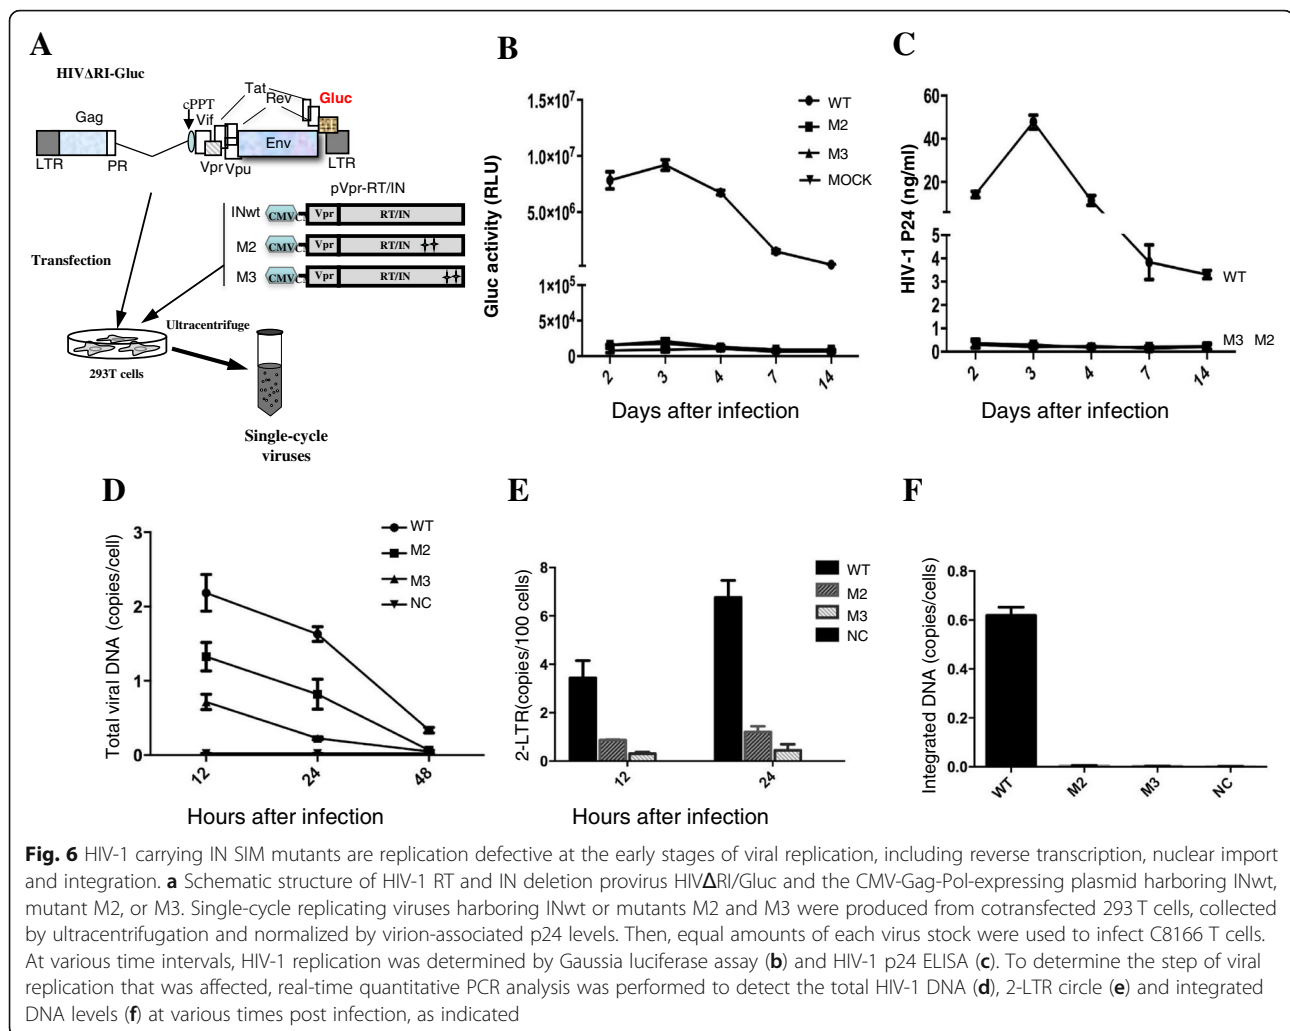 A
HIVΔRI-Gluc
Gag
cPPT
Vif
Tat
Rev
Gluc
Env
LTR
PR
Vpr
Vpu
LTR
pVpr-RT/IN
INwt
CMV
Vpr
RT/IN
M2
CMV
Vpr
RT/IN
M3
CMV
Vpr
RT/IN
Transfection
Ultracentrifuge
293T cells
Single-cycle
viruses
B
Gluc activity (RLU)
1.5×10⁷
1.0×10⁷
5.0×10⁶
1×10⁵
5×10⁴
0
2 3 4 7 14
Days after infection
WT
M2
M3
MOCK
C
HIV-1 P24 (ng/ml)
60
40
20
5
4
3
2
1
0
2 3 4 7 14
Days after infection
WT
M3 M2
D
Total viral DNA (copies/cell)
3
2
1
0
12 24 48
Hours after infection
WT
M2
M3
NC
E
2-LTR(copies/100 cells)
8
6
4
2
0
12 24
Hours after infection
WT
M2
M3
NC
F
Integrated DNA (copies/cells)
0.8
0.6
0.4
0.2
0.0
WT M2 M3 NC
Fig. 6 HIV-1 carrying IN SIM mutants are replication defective at the early stages of viral replication, including reverse transcription, nuclear import
and integration. a Schematic structure of HIV-1 RT and IN deletion provirus HIVΔRI/Gluc and the CMV-Gag-Pol-expressing plasmid harboring INwt,
mutant M2, or M3. Single-cycle replicating viruses harboring INwt or mutants M2 and M3 were produced from cotransfected 293 T cells, collected
by ultracentrifugation and normalized by virion-associated p24 levels. Then, equal amounts of each virus stock were used to infect C8166 T cells.
At various time intervals, HIV-1 replication was determined by Gaussia luciferase assay (b) and HIV-1 p24 ELISA (c). To determine the step of viral
replication that was affected, real-time quantitative PCR analysis was performed to detect the total HIV-1 DNA (d), 2-LTR circle (e) and integrated
DNA levels (f) at various times post infection, as indicated